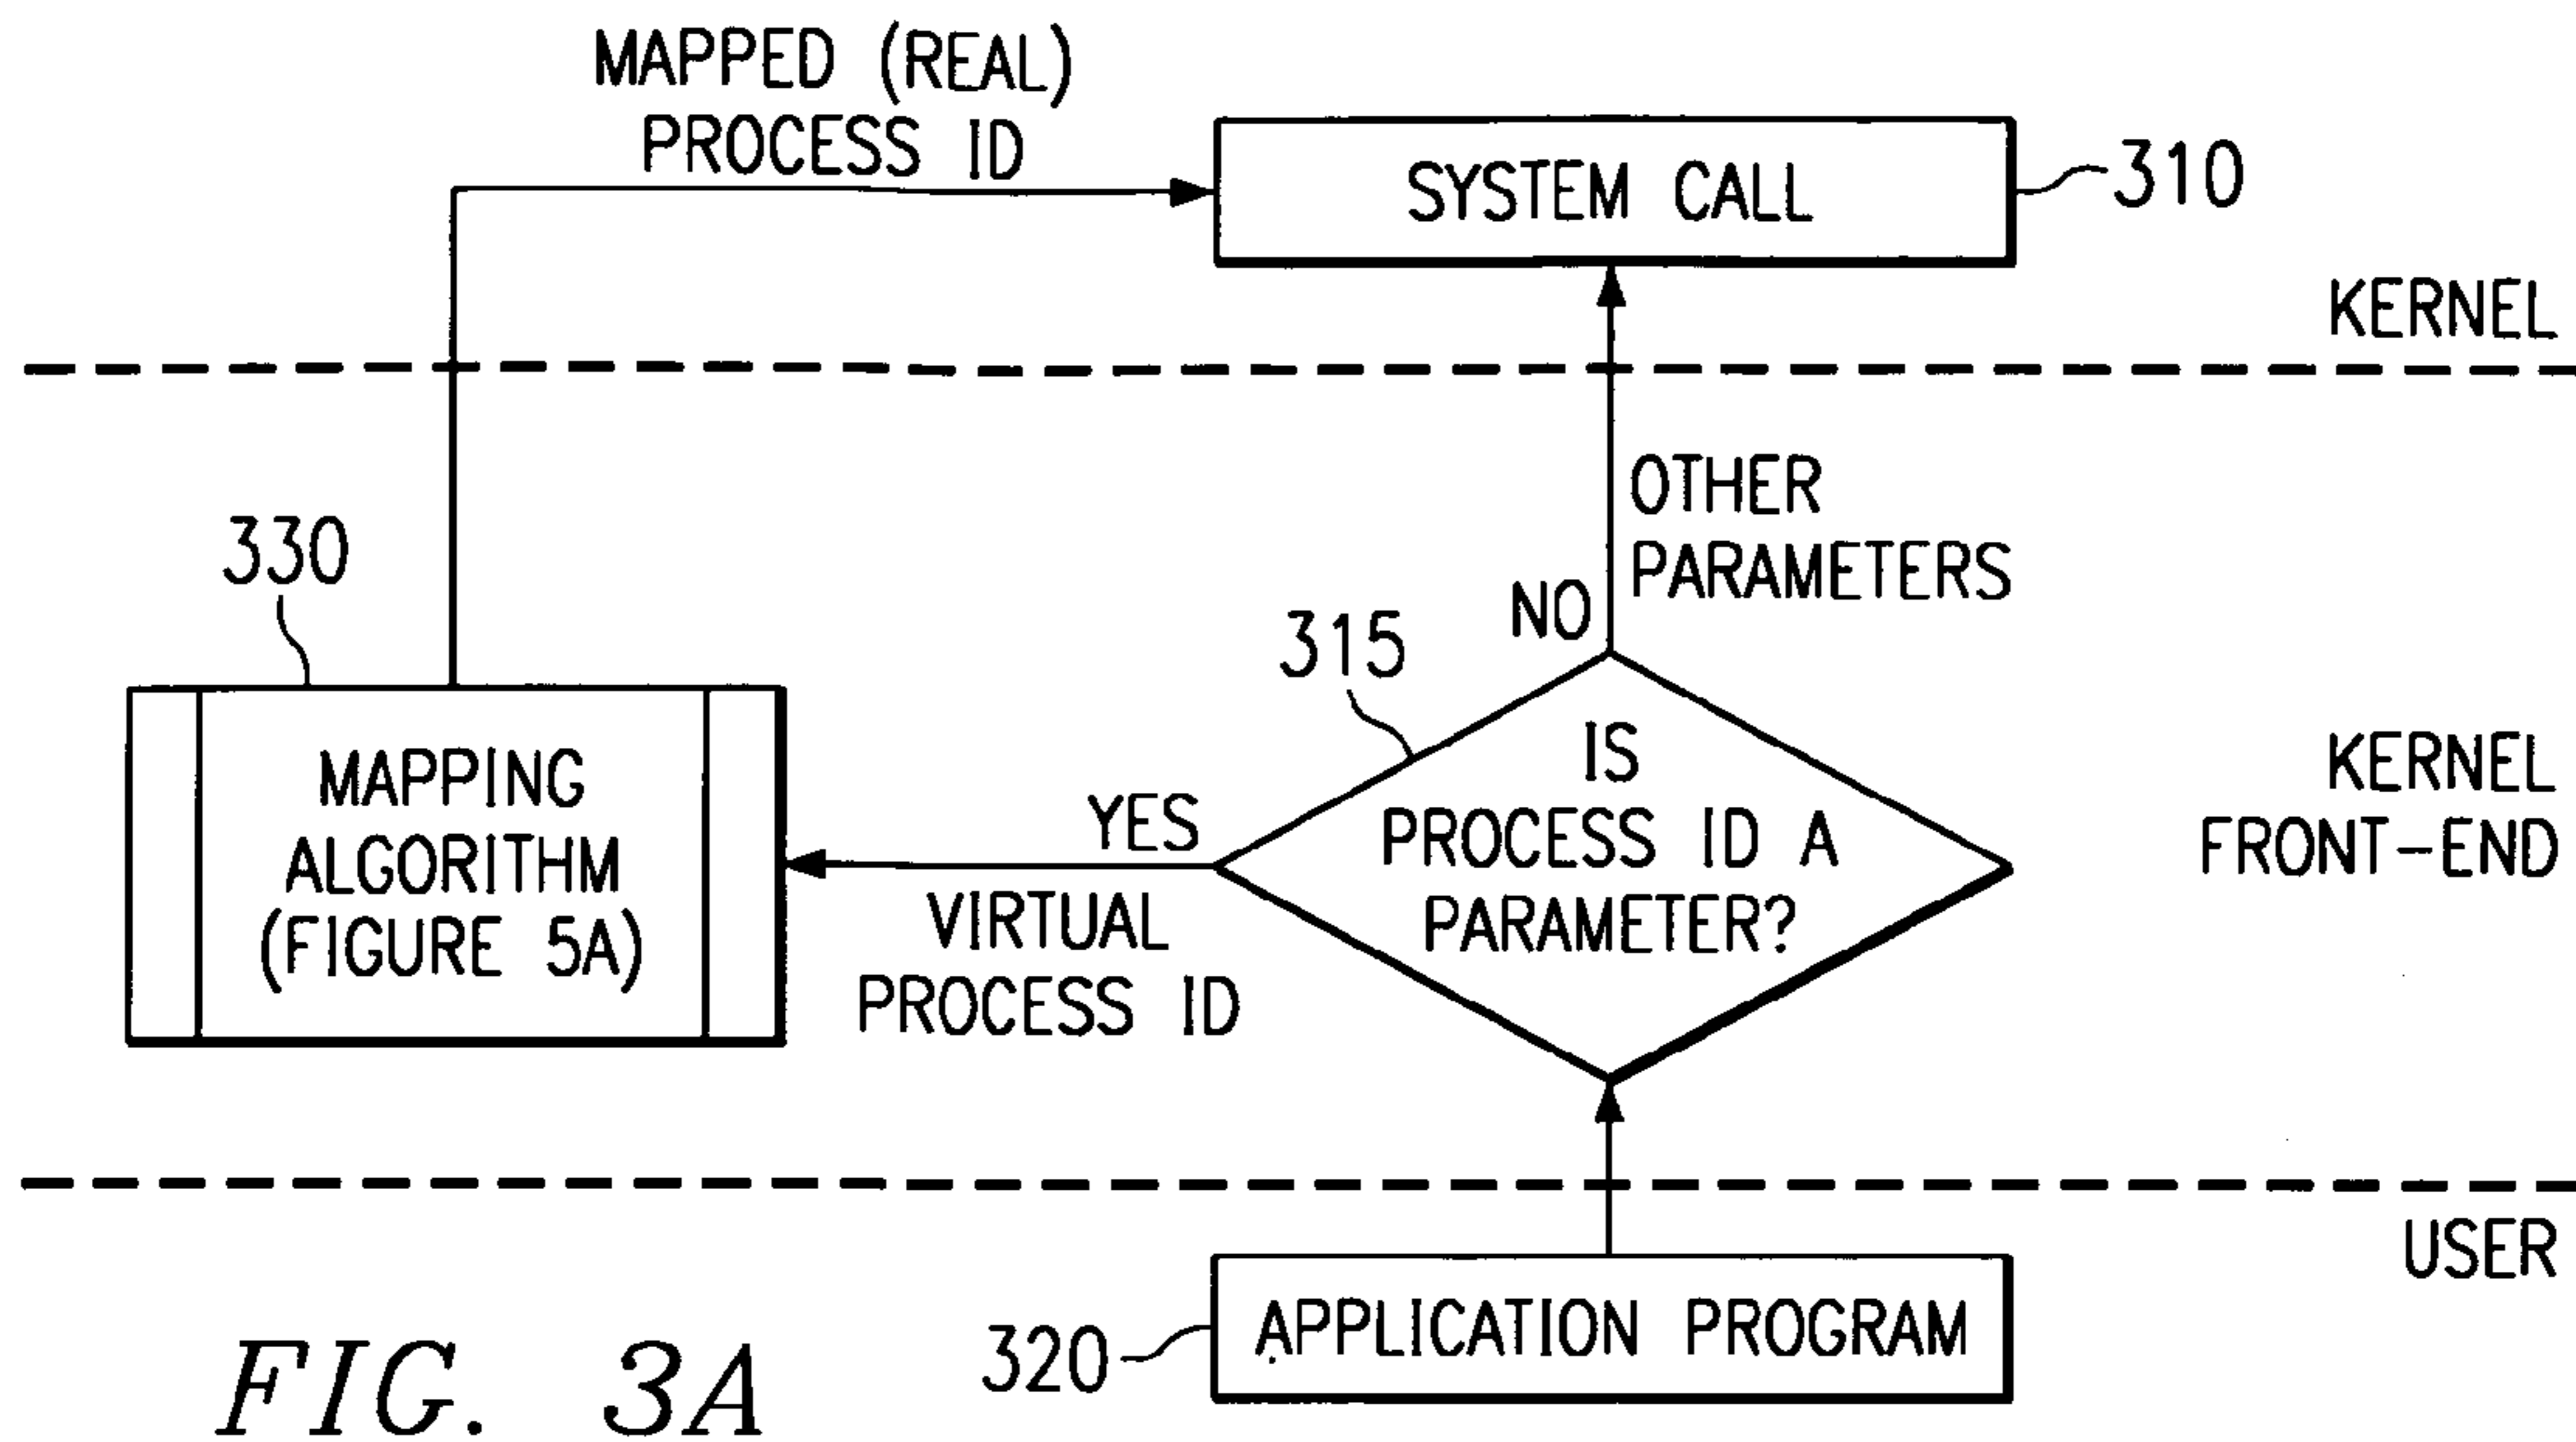 MAPPED (REAL)
PROCESS ID
SYSTEM CALL
310
KERNEL
OTHER
PARAMETERS
NO
330
315
MAPPING
ALGORITHM
(FIGURE 5A)
YES
VIRTUAL
PROCESS ID
IS
PROCESS ID A
PARAMETER?
KERNEL
FRONT-END
USER
320
APPLICATION PROGRAM
FIG. 3A